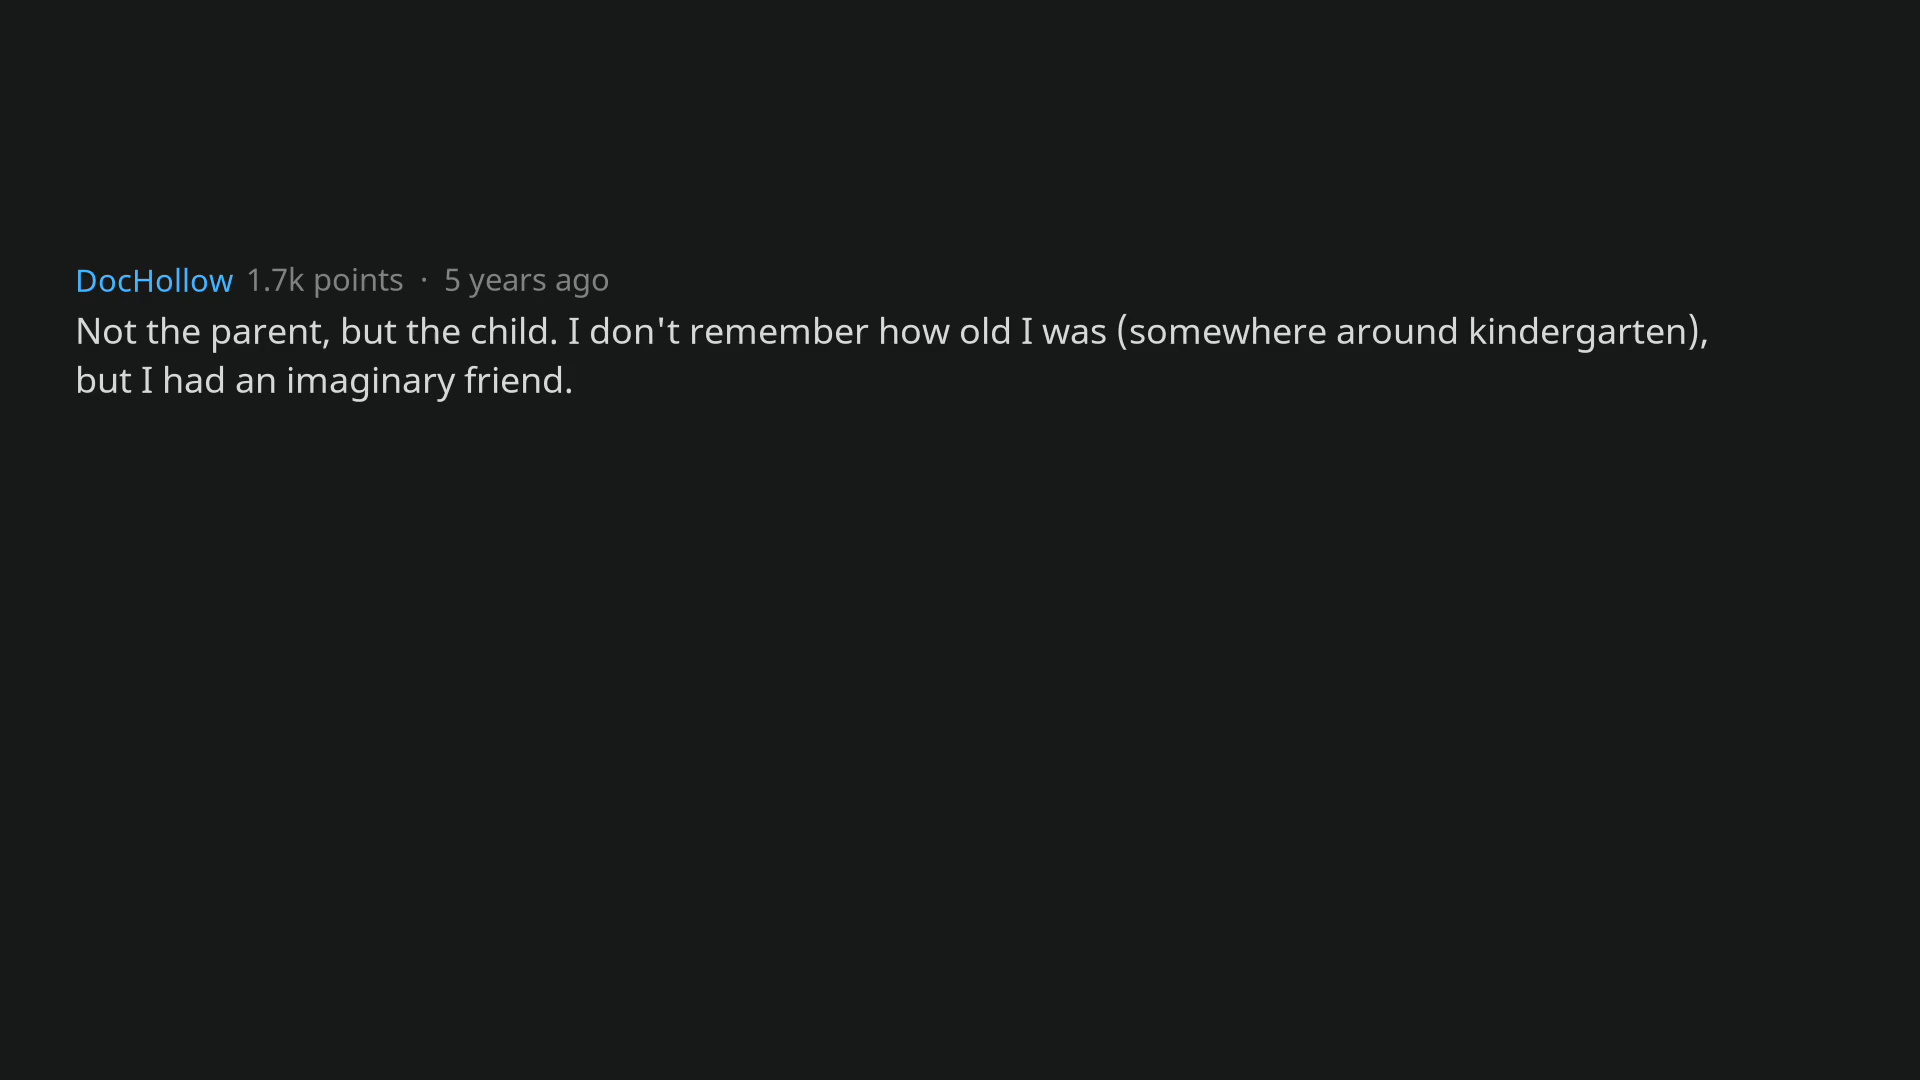 DocHollow 1.7k points · 5 years ago
Not the parent, but the child. I don't remember how old I was (somewhere around kindergarten),
but I had an imaginary friend.